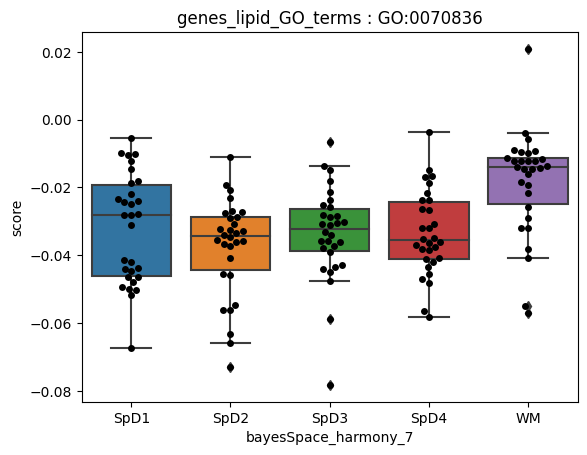 genes_lipid_GO_terms : GO:0070836
0.02
0.00
−0.02
−0.04
−0.06
−0.08
score
SpD1 SpD2 SpD3 SpD4 WM
bayesSpace_harmony_7